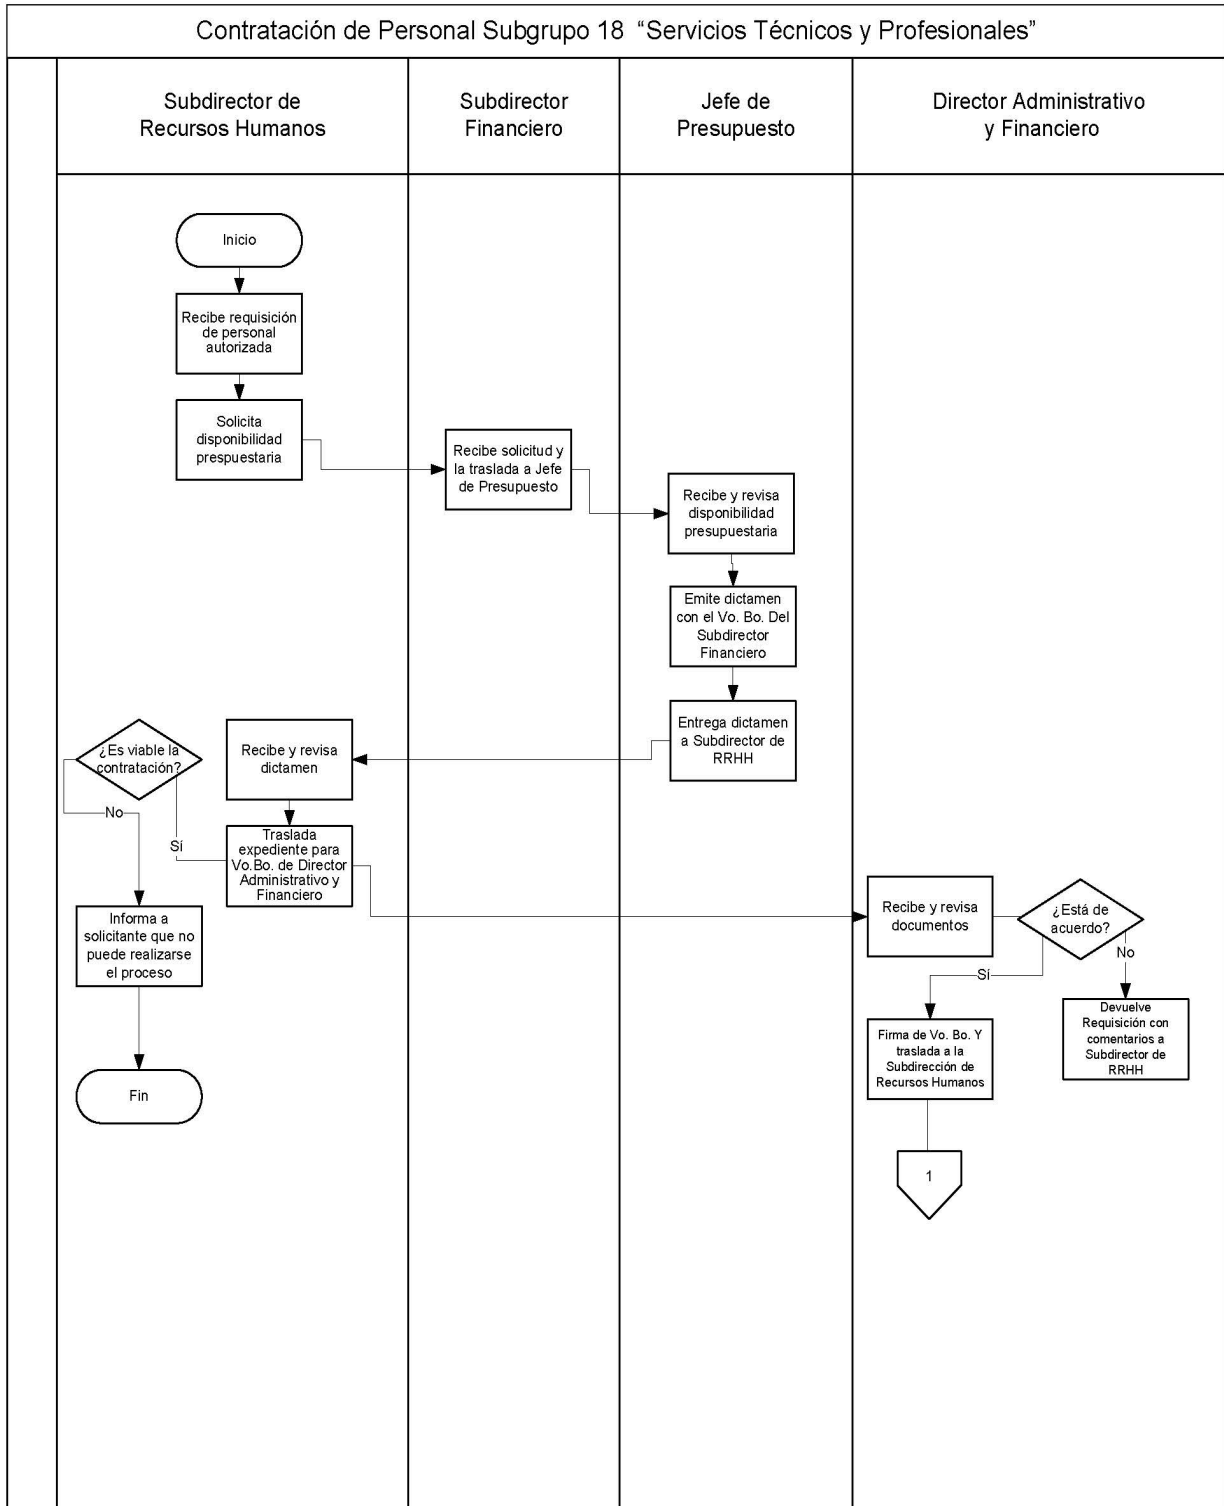 Contratación de Personal Subgrupo 18 “Servicios Técnicos y Profesionales”
Subdirector de
Recursos Humanos
Subdirector
Financiero
Jefe de
Presupuesto
Director Administrativo
y Financiero
Inicio
Recibe requisición
de personal
autorizada
Solicita
disponibilidad
prespuestaria
Recibe solicitud y
la traslada a Jefe
de Presupuesto
Recibe y revisa
disponibilidad
presupuestaria
Emite dictamen
con el Vo. Bo. Del
Subdirector
Financiero
Entrega dictamen
a Subdirector de
RRHH
Recibe y revisa
dictamen
¿Es viable la
contratación?
No
Sí
Traslada
expediente para
Vo.Bo. de Director
Administrativo y
Financiero
Informa a
solicitante que no
puede realizarse
el proceso
Fin
Recibe y revisa
documentos
¿Está de
acuerdo?
No
Sí
Firma de Vo. Bo. Y
traslada a la
Subdirección de
Recursos Humanos
Devuelve
Requisición con
comentarios a
Subdirector de
RRHH
1